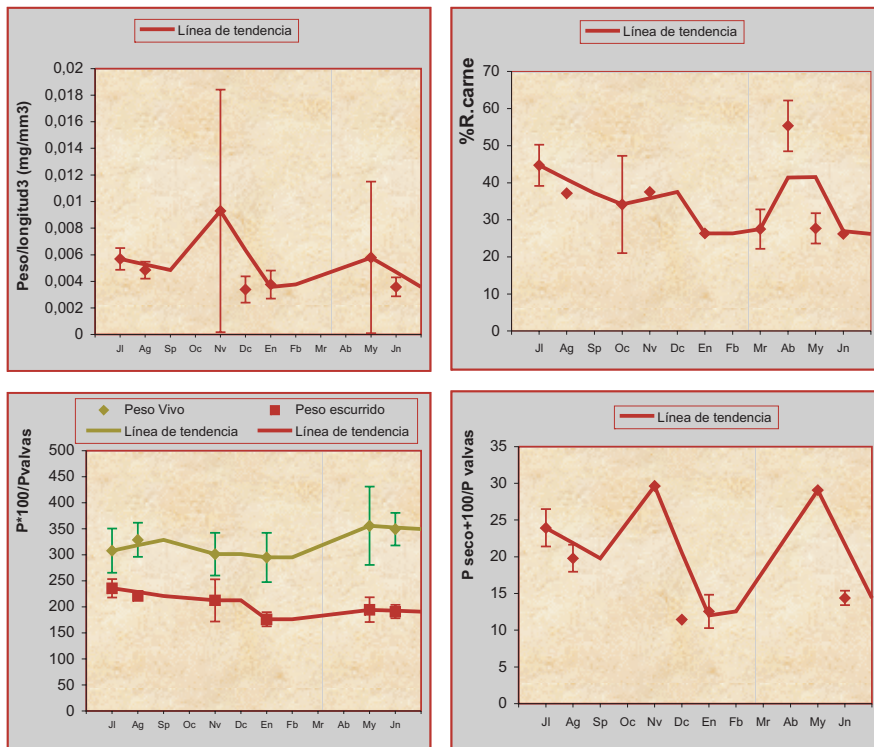 Línea de tendencia
Peso/longitud3 (mg/mm3)
0,02
0,018
0,016
0,014
0,012
0,01
0,008
0,006
0,004
0,002
0
Jl Ag Sp Oc Nv Dc En Fb Mr Ab My Jn
Línea de tendencia
%R.carne
70
60
50
40
30
20
10
0
Jl Ag Sp Oc Nv Dc En Fb Mr Ab My Jn
Peso Vivo Peso escurrido
Línea de tendencia Línea de tendencia
P*100/Pvalvas
500
450
400
350
300
250
200
150
100
50
0
Jl Ag Sp Oc Nv Dc En Fb Mr Ab My Jn
Línea de tendencia
P seco+100/P valvas
35
30
25
20
15
10
5
0
Jl Ag Sp Oc Nv Dc En Fb Mr Ab My Jn